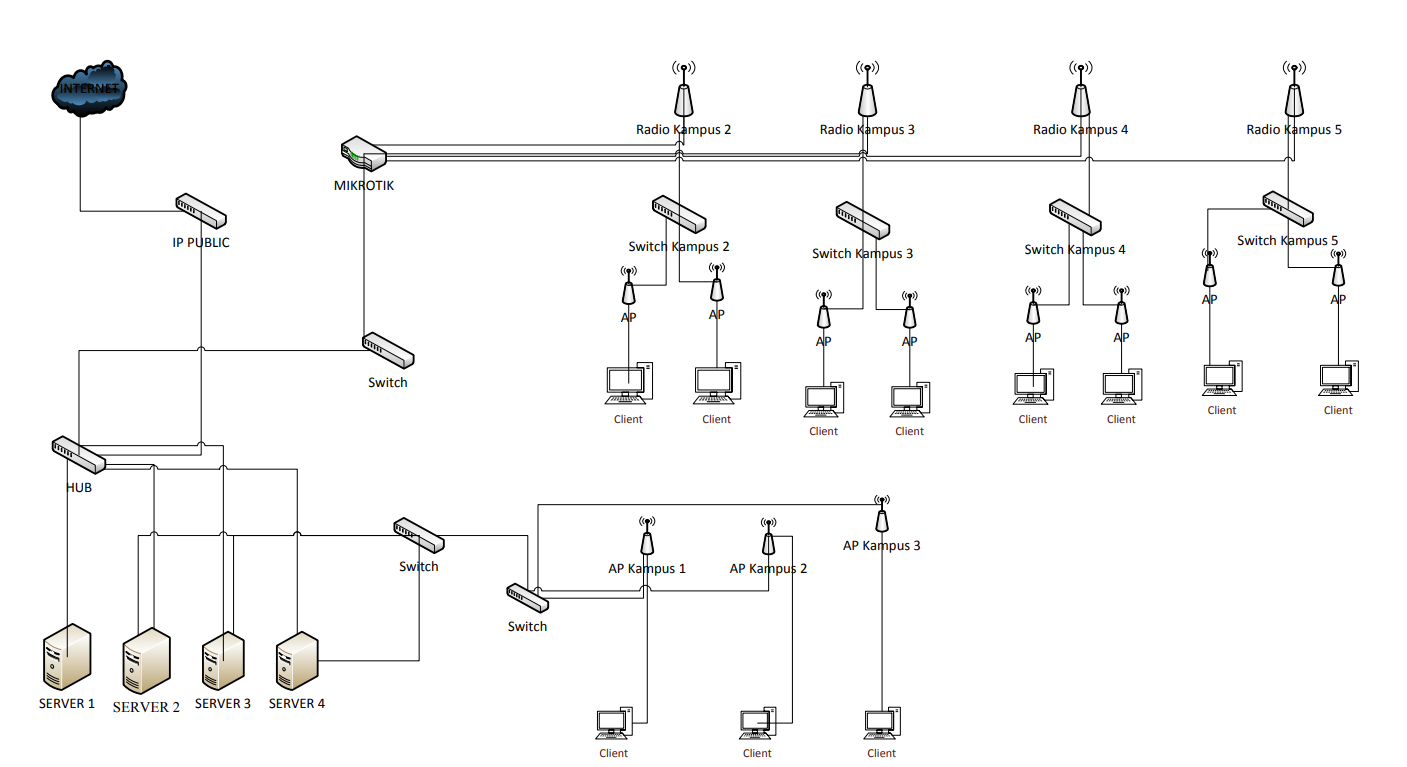 INTERNET
Radio Kampus 2
Radio Kampus 3
Radio Kampus 4
Radio Kampus 5
MIKROTIK
IP PUBLIC
Switch Kampus 2
Switch Kampus 3
Switch Kampus 4
Switch Kampus 5
AP
AP
AP
AP
AP
AP
AP
AP
Switch
Client
Client
Client
Client
Client
Client
Client
Client
HUB
Switch
AP Kampus 1
AP Kampus 2
AP Kampus 3
Switch
SERVER 1
SERVER 2
SERVER 3
SERVER 4
Client
Client
Client